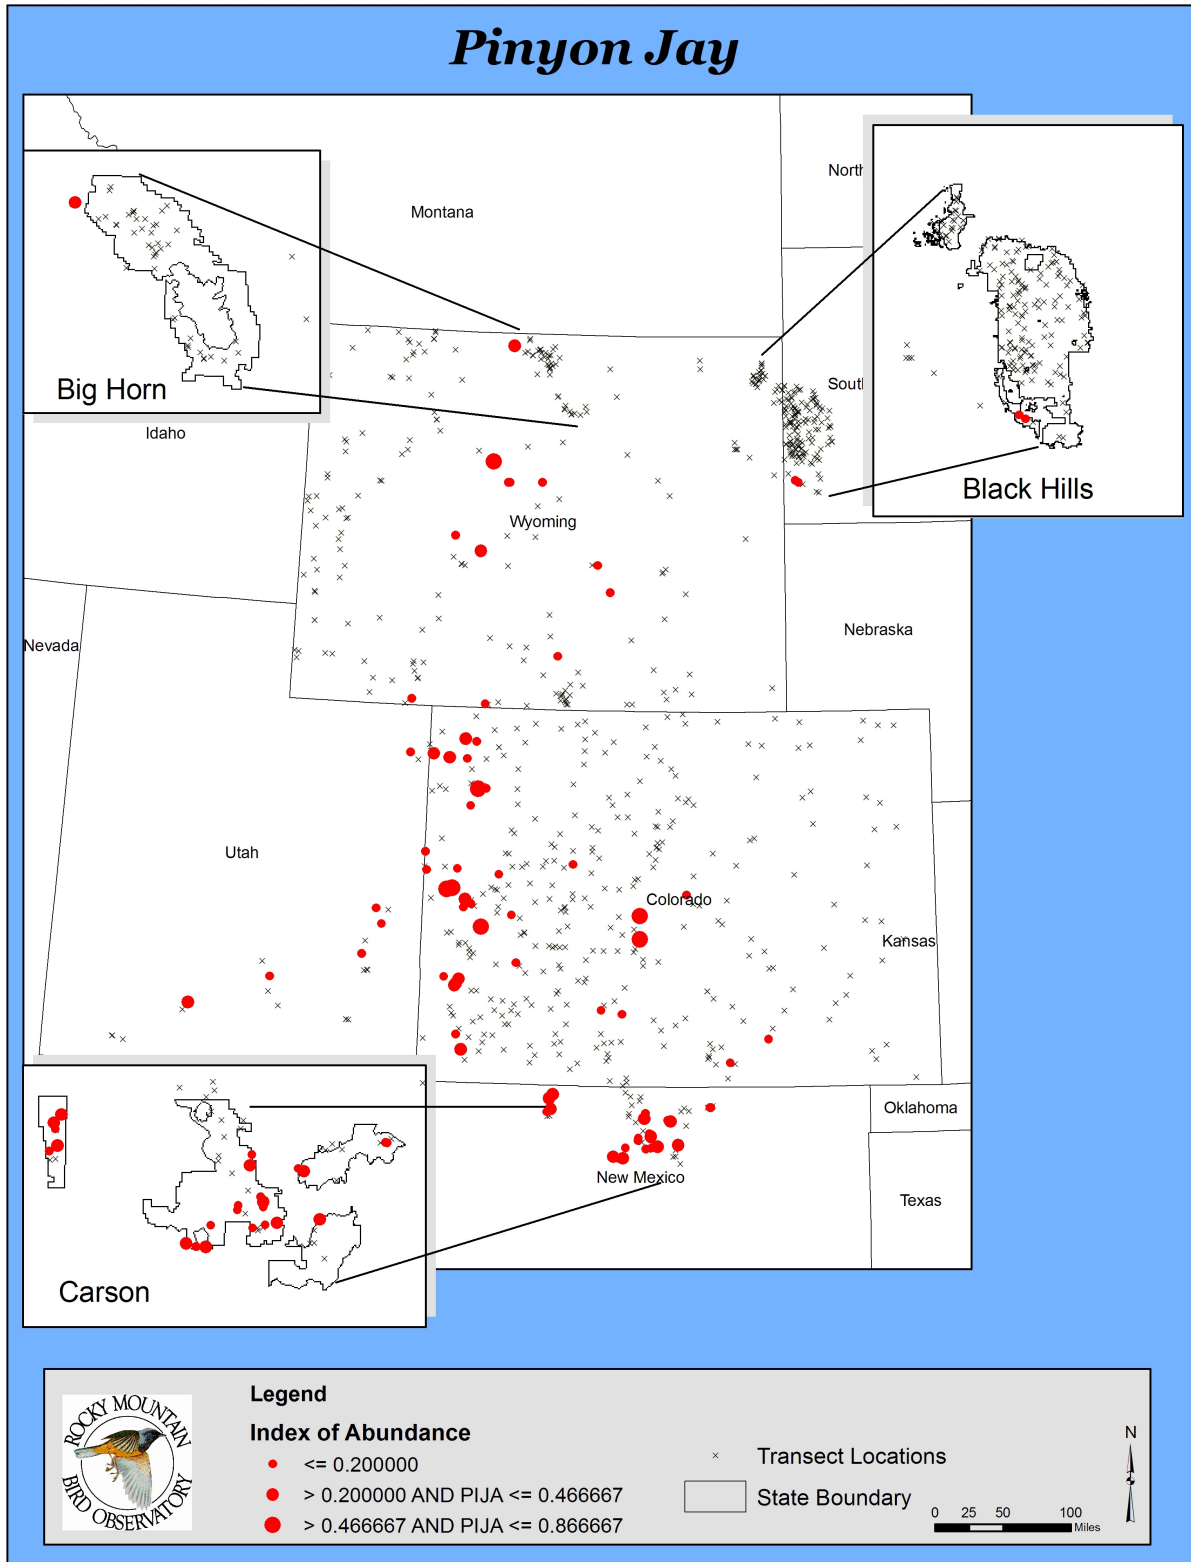 Pinyon Jay
North
Montana
South
Big Horn
Idaho
Black Hills
Wyoming
Nevada
Nebraska
Utah
Colorado
Kansas
Oklahoma
New Mexico
Texas
Carson
Legend
Index of Abundance
<= 0.200000
> 0.200000 AND PIJA <= 0.466667
> 0.466667 AND PIJA <= 0.866667
Transect Locations
State Boundary
N
0 25 50 100
Miles
ROCKY MOUNTAIN
BIRD OBSERVATORY